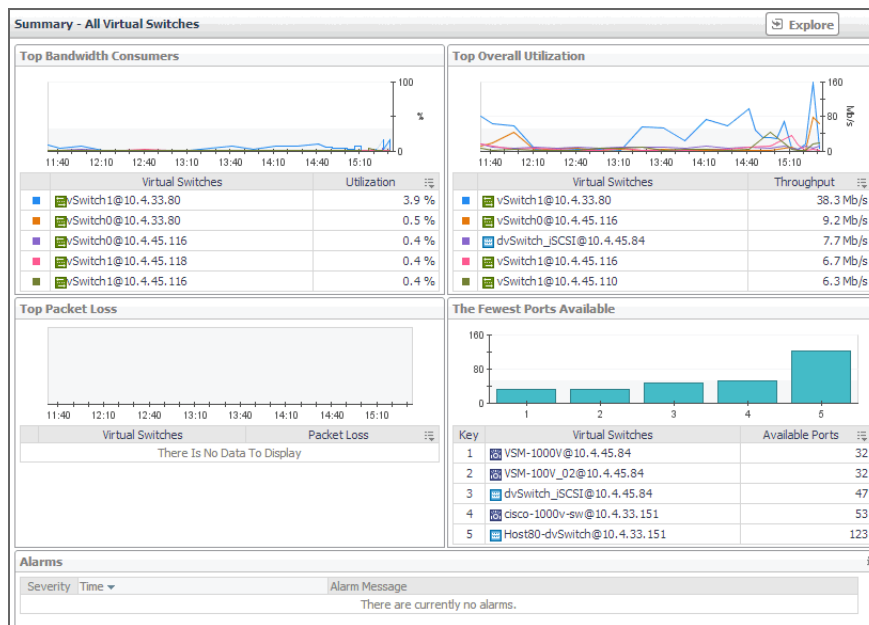 Summary - All Virtual Switches
Explore
Top Bandwidth Consumers
100
%
0
11:40 12:10 12:40 13:10 13:40 14:10 14:40 15:10
Virtual Switches Utilization
vSwitch1@10.4.33.80 3.9 %
vSwitch0@10.4.33.80 0.5 %
vSwitch0@10.4.45.116 0.4 %
vSwitch1@10.4.45.118 0.4 %
vSwitch1@10.4.45.116 0.4 %
Top Overall Utilization
160
80
Mb/s
0
11:40 12:10 12:40 13:10 13:40 14:10 14:40 15:10
Virtual Switches Throughput
vSwitch1@10.4.33.80 38.3 Mb/s
vSwitch0@10.4.45.116 9.2 Mb/s
dvSwitch_iSCSI@10.4.45.84 7.7 Mb/s
vSwitch1@10.4.45.116 6.7 Mb/s
vSwitch1@10.4.45.110 6.3 Mb/s
Top Packet Loss
11:40 12:10 12:40 13:10 13:40 14:10 14:40 15:10
Virtual Switches Packet Loss
There Is No Data To Display
The Fewest Ports Available
160
80
0
1 2 3 4 5
Key Virtual Switches Available Ports
1 VSM-1000V@10.4.45.84 32
2 VSM-100V_02@10.4.45.84 32
3 dvSwitch_iSCSI@10.4.45.84 47
4 cisco-1000v-sw@10.4.33.151 53
5 Host80-dvSwitch@10.4.33.151 123
Alarms
Severity Time Alarm Message
There are currently no alarms.